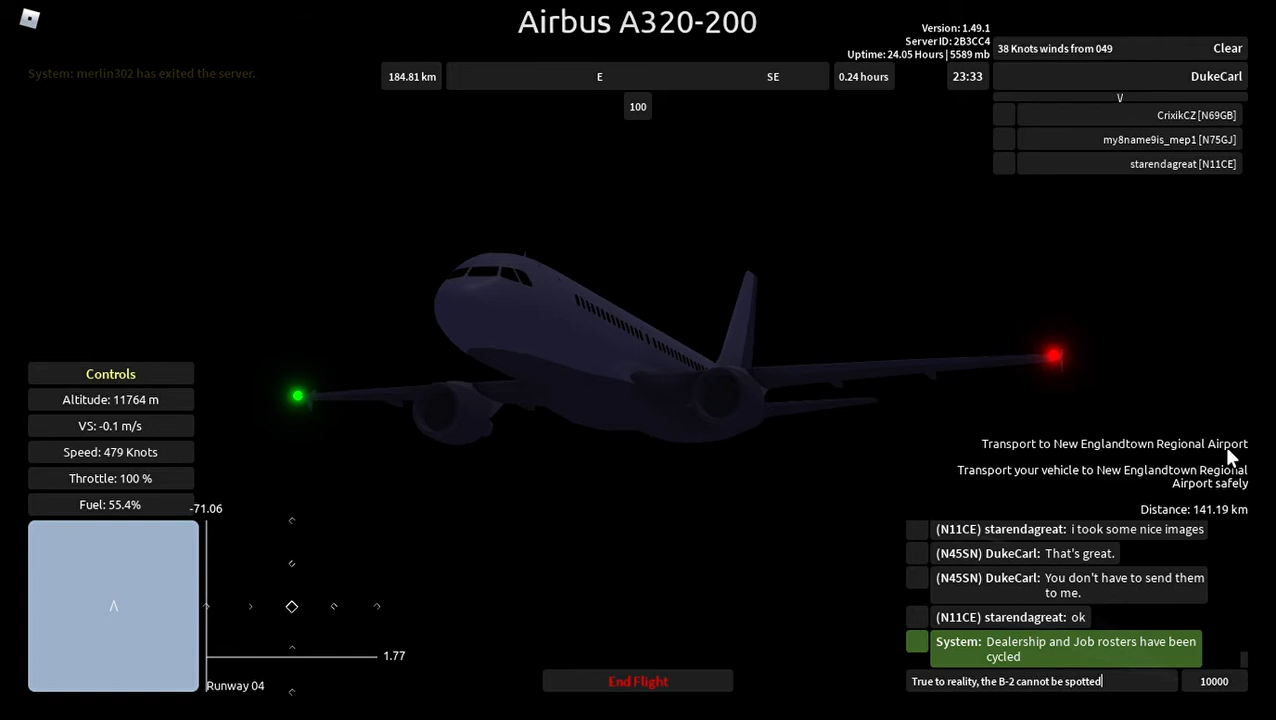 Airbus A320-200
Version: 1.49.1
Server ID: 2B3CC4
Uptime: 24.05 Hours | 5589 mb
38 Knots winds from 049
Clear
System: merlin302 has exited the server.
184.81 km
E
SE
0.24 hours
23:33
DukeCarl
100
CrixikCZ [N69GB]
my8name9is_mep1 [N75GJ]
starendagreat [N11CE]
Controls
Altitude: 11764 m
VS: -0.1 m/s
Speed: 479 Knots
Throttle: 100 %
Fuel: 55.4%
-71.06
1.77
Runway 04
Transport to New Englandtown Regional Airport
Transport your vehicle to New Englandtown Regional
Airport safely
Distance: 141.19 km
(N11CE) starendagreat: i took some nice images
(N45SN) DukeCarl: That's great.
(N45SN) DukeCarl: You don't have to send them
to me.
(N11CE) starendagreat: ok
System: Dealership and Job rosters have been
cycled
True to reality, the B-2 cannot be spotted
10000
End Flight